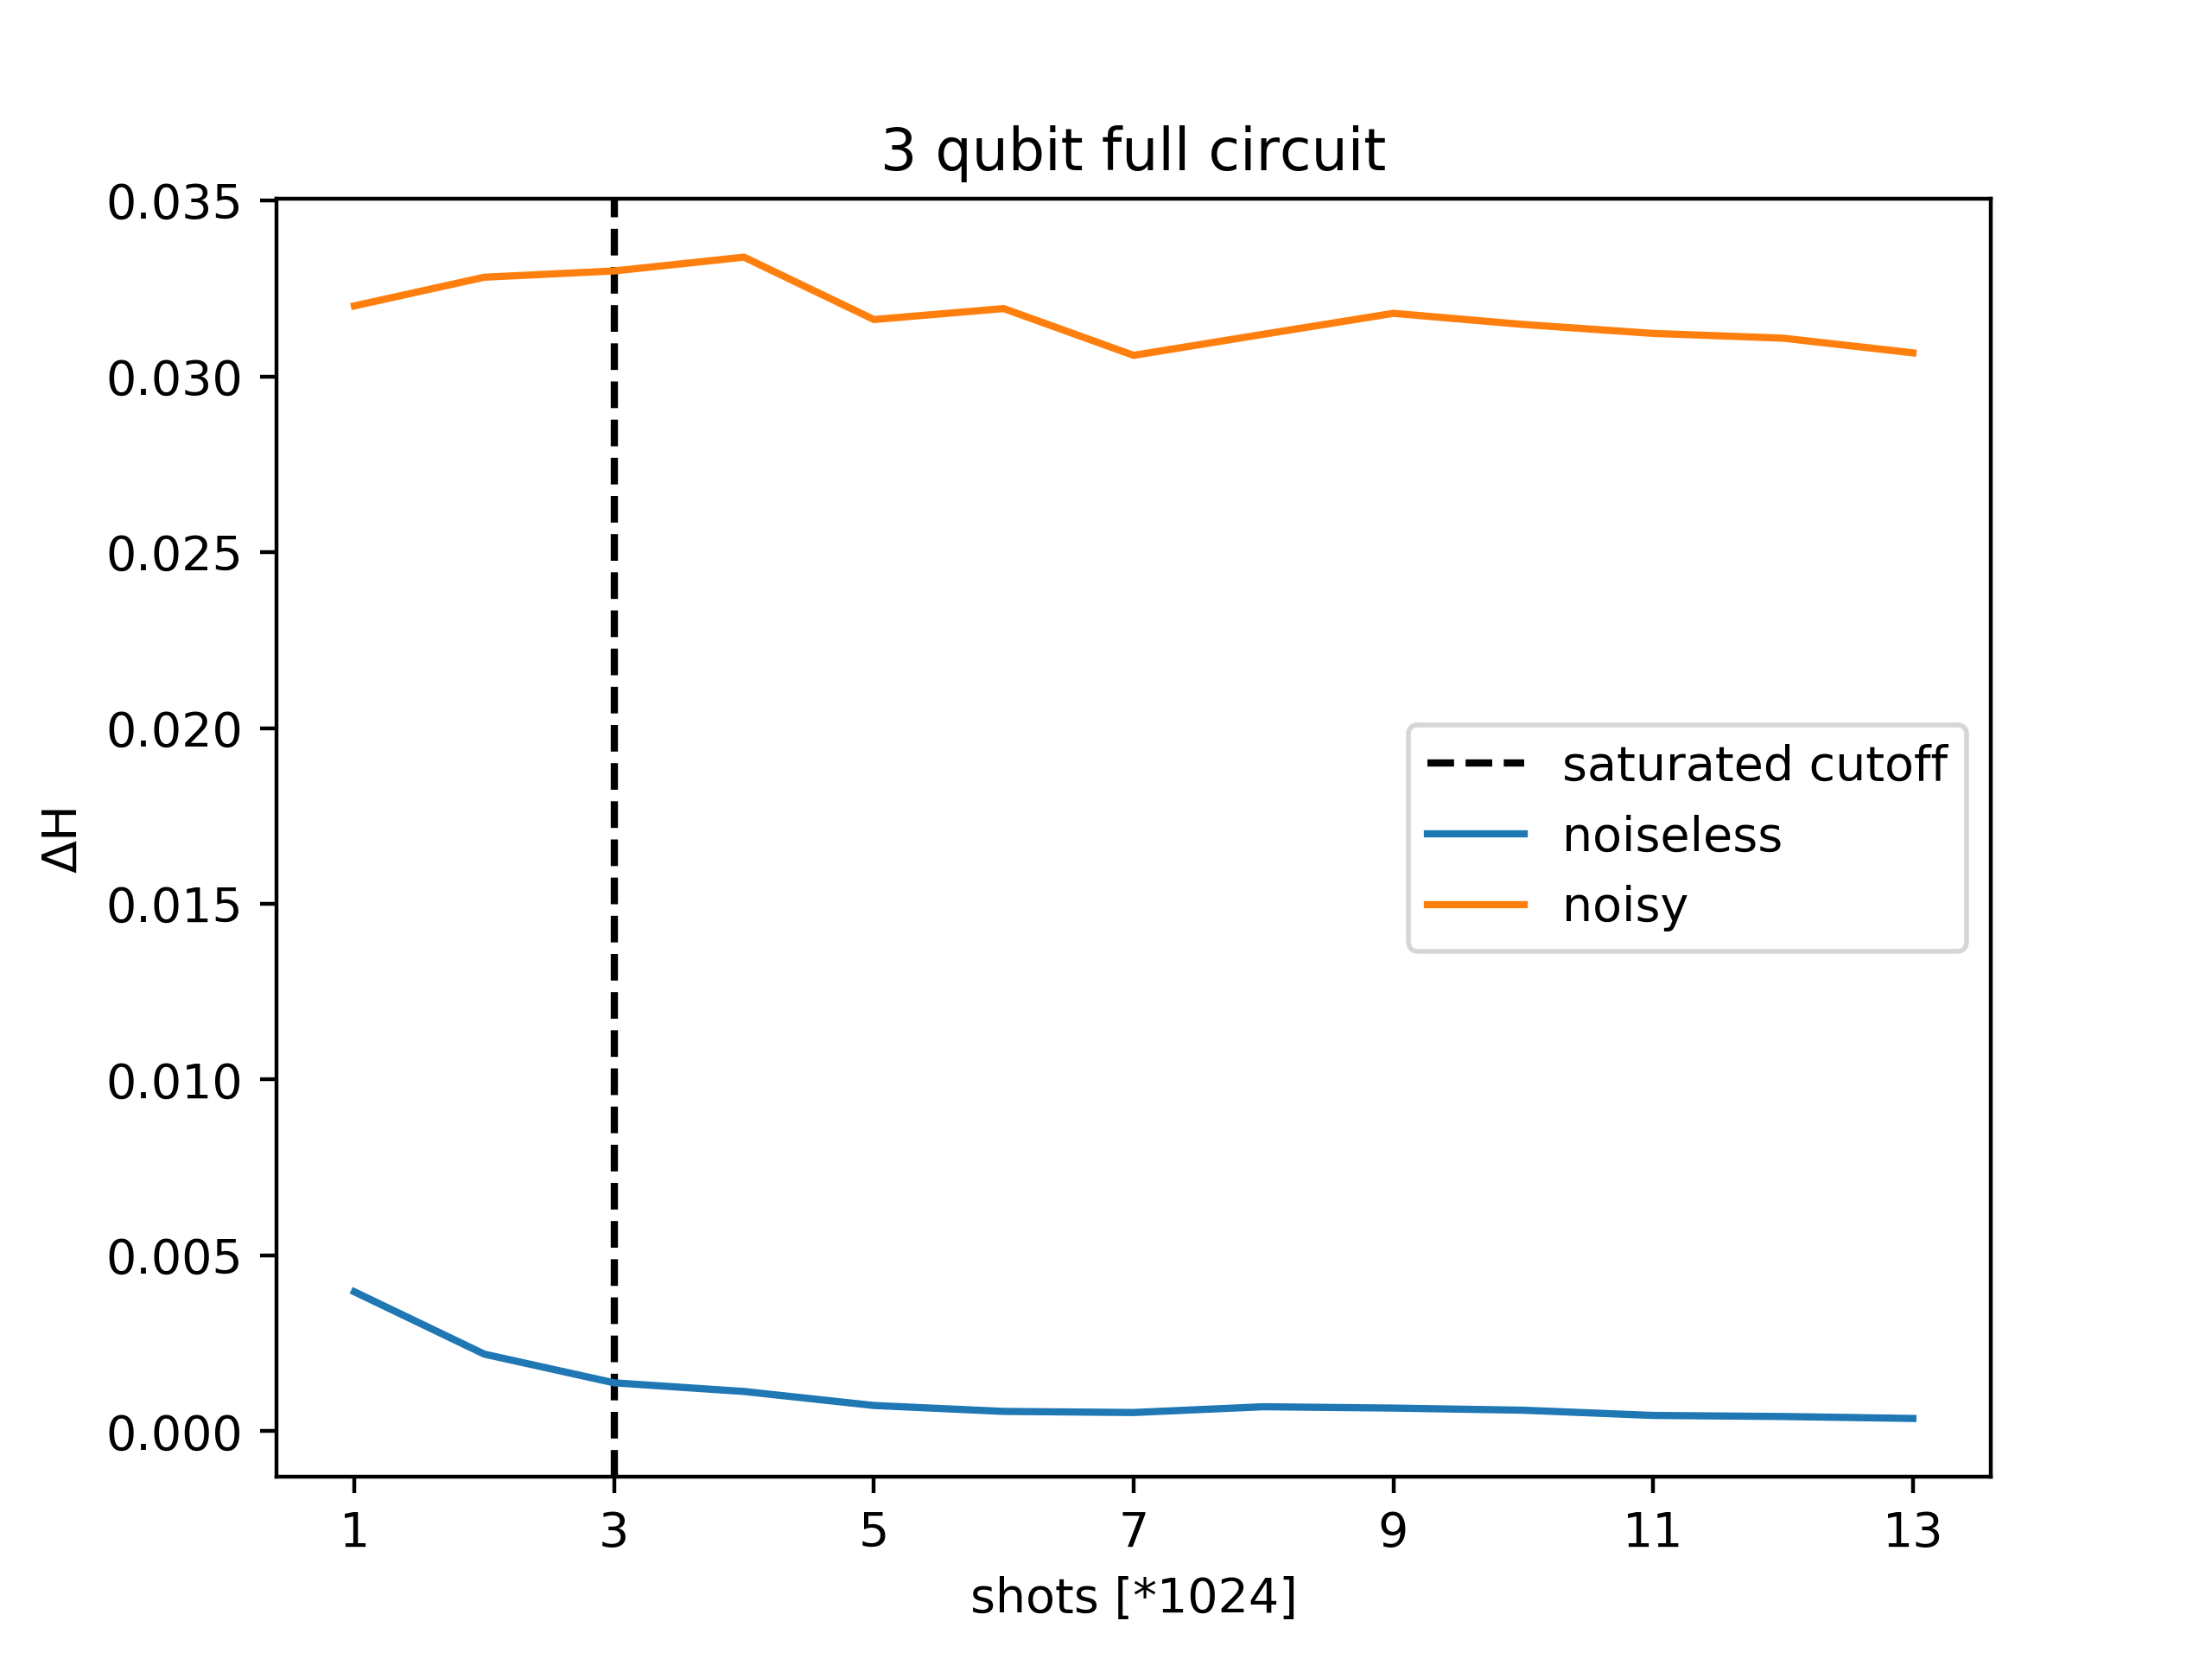 3 qubit full circuit
0.035
0.030
0.025
0.020
0.015
0.010
0.005
0.000
ΔH
saturated cutoff
noiseless
noisy
1 3 5 7 9 11 13
shots [*1024]